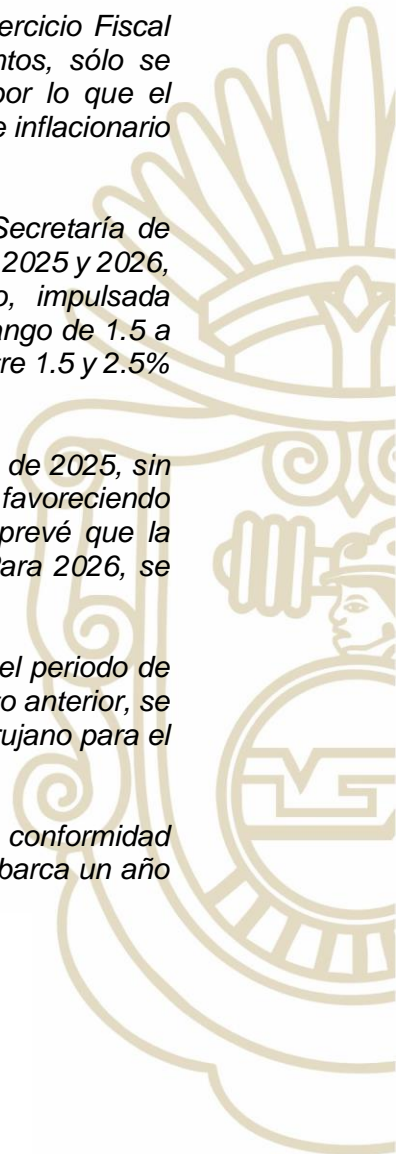 ercicio Fiscal
ntos, sólo se
por lo que el
e inflacionario
Secretaría de
2025 y 2026,
o, impulsada
ango de 1.5 a
tre 1.5 y 2.5%
de 2025, sin
favoreciendo
prevé que la
Para 2026, se
el periodo de
o anterior, se
rujano para el
conformidad
barca un año